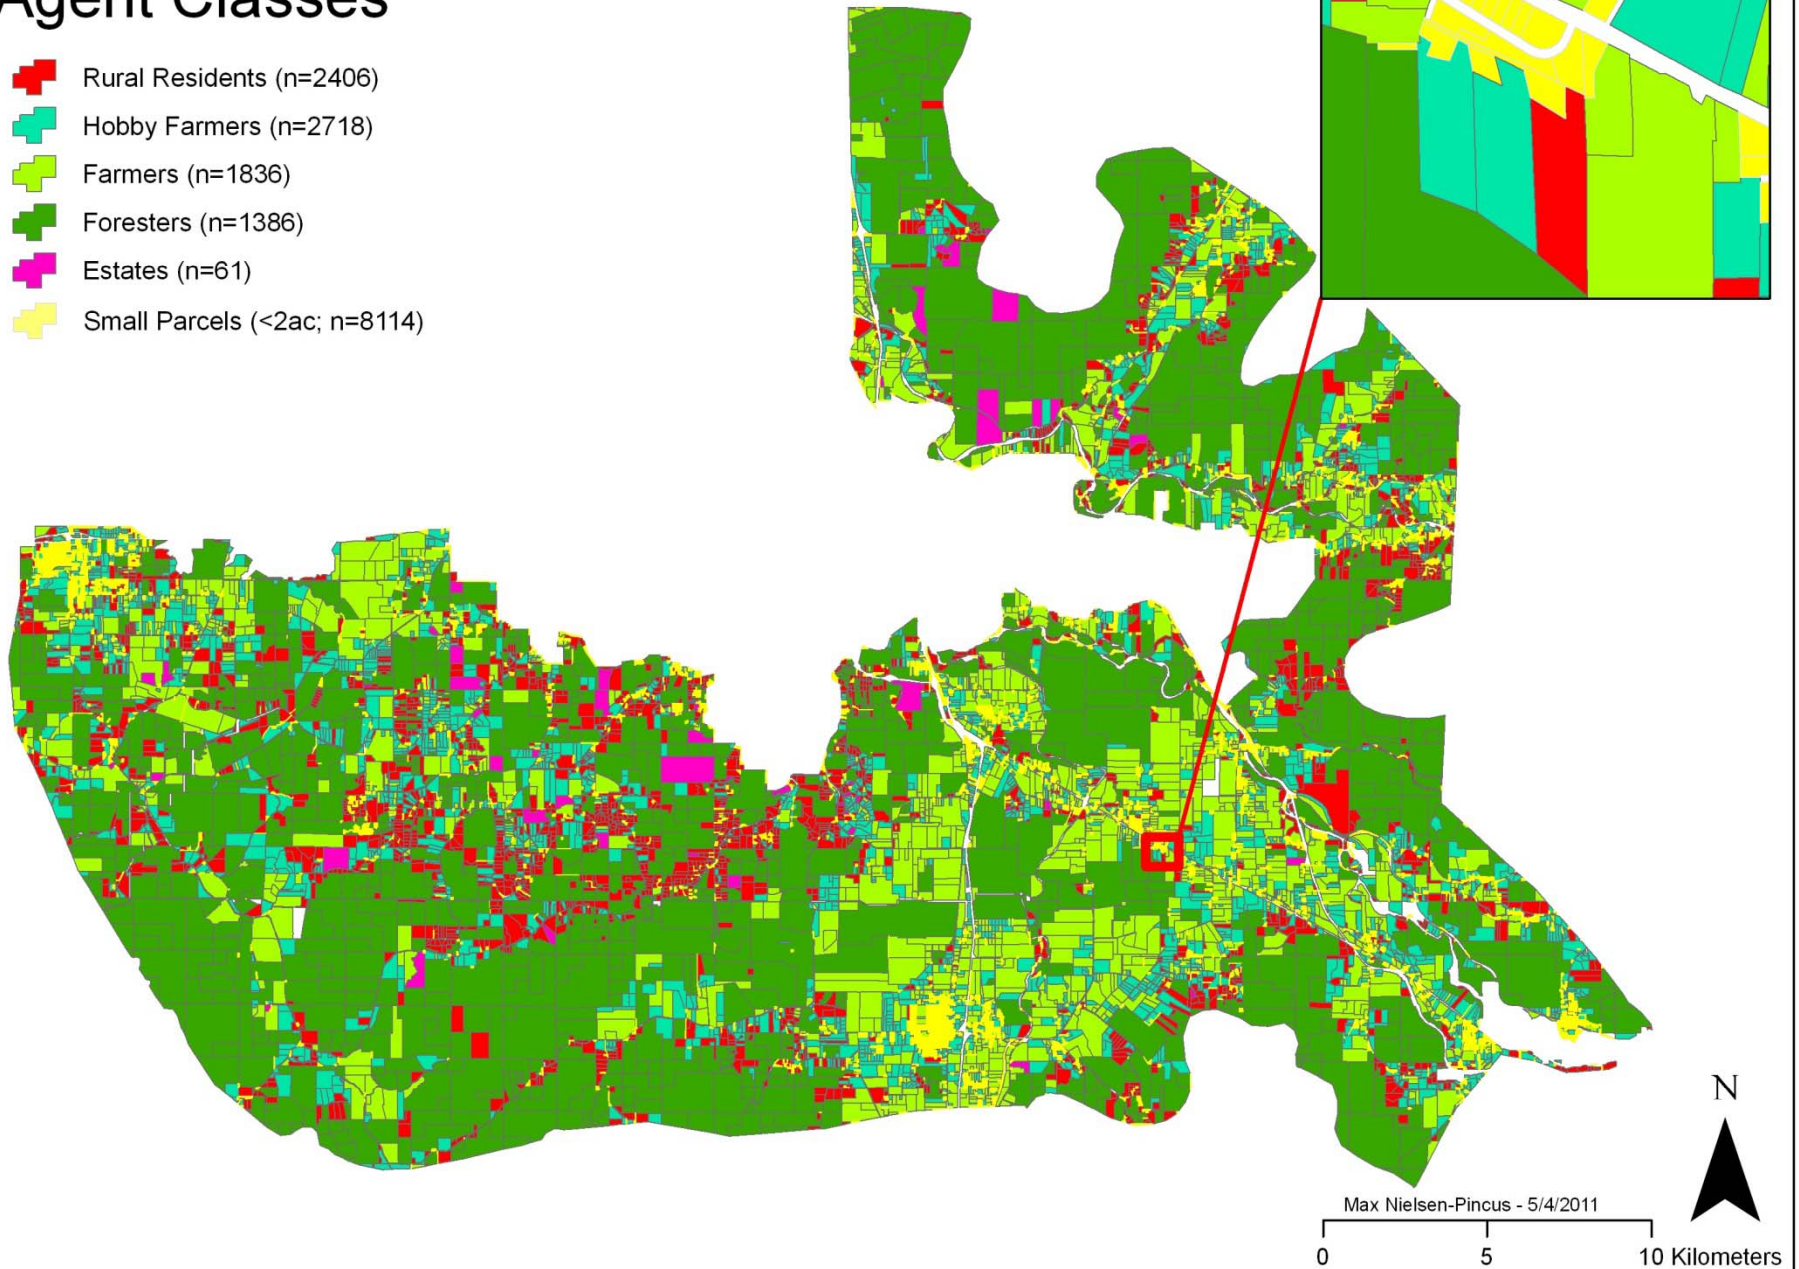 Agent Classes
Rural Residents (n=2406)
Hobby Farmers (n=2718)
Farmers (n=1836)
Foresters (n=1386)
Estates (n=61)
Small Parcels (<2ac; n=8114)
N
Max Nielsen-Pincus - 5/4/2011
0 5 10 Kilometers